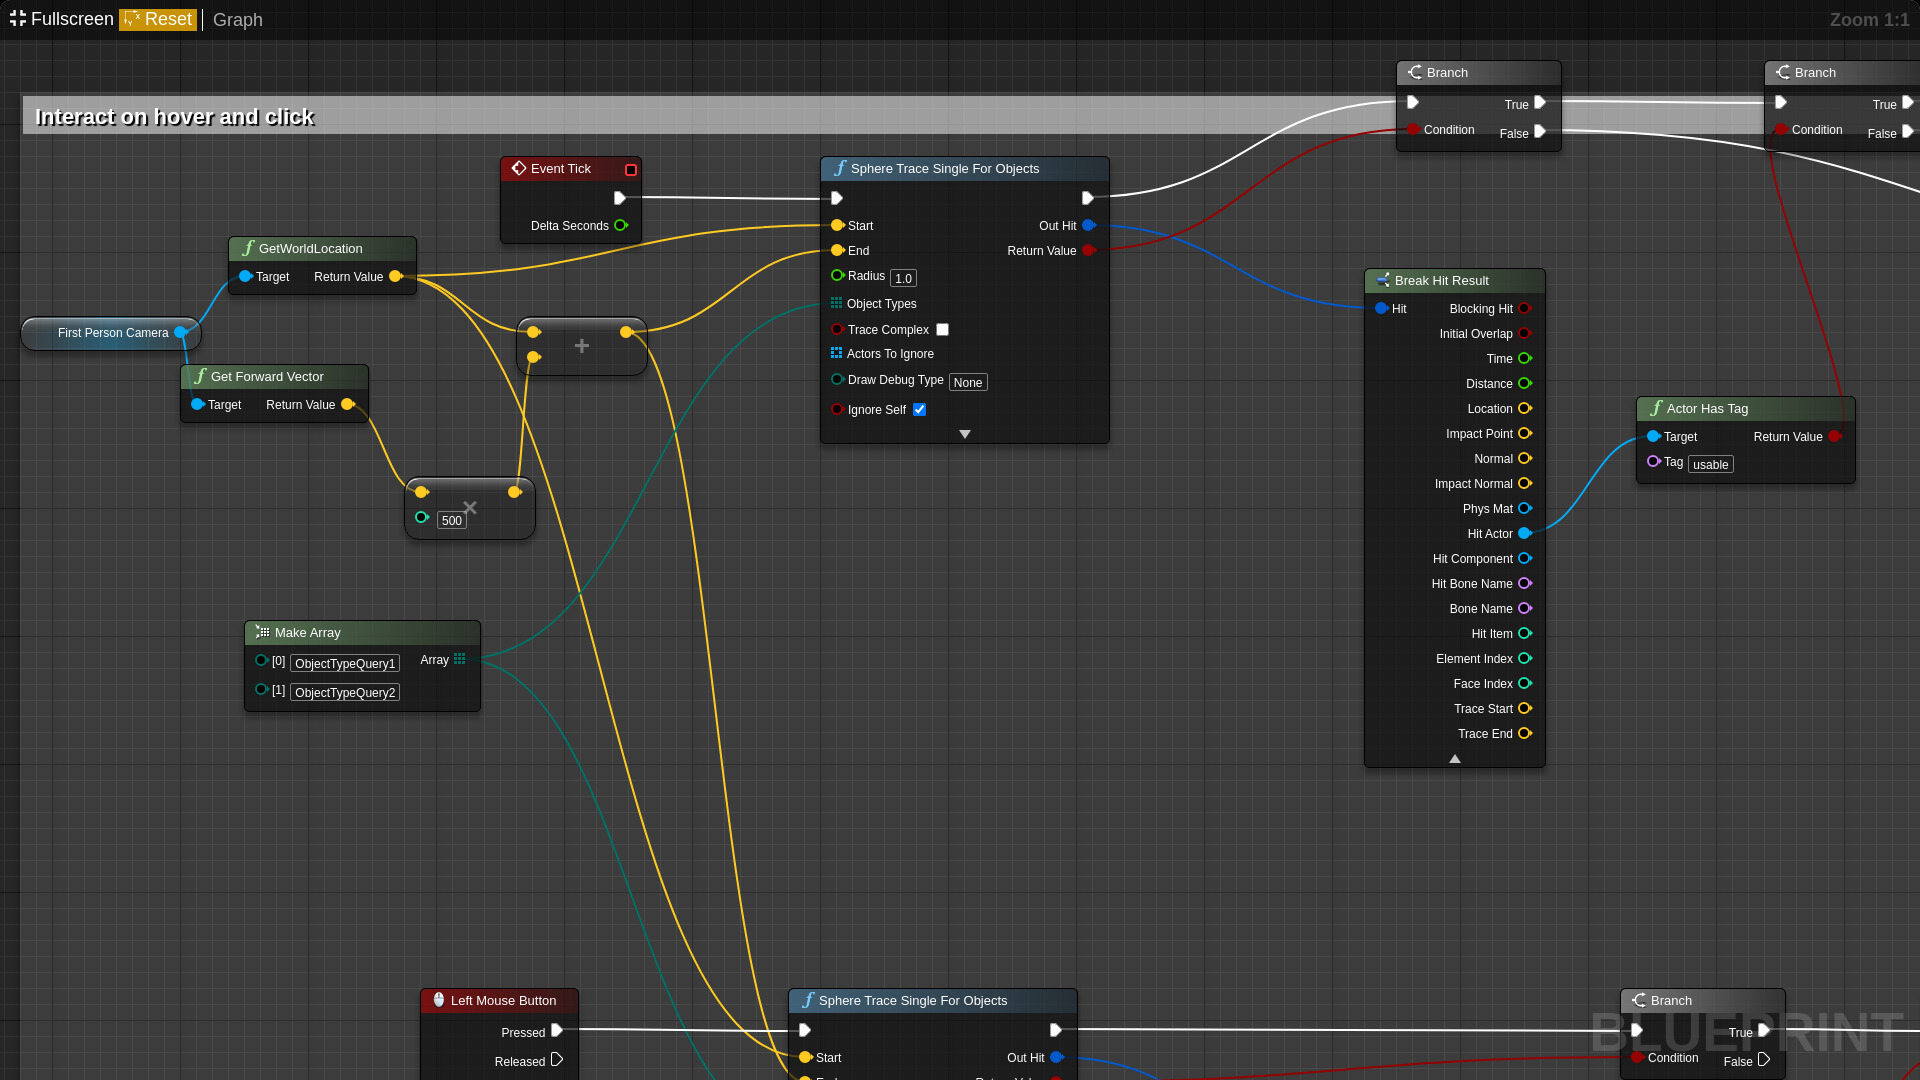 Fullscreen Reset Graph Zoom 1:1
Interact on hover and click
Branch
True
Condition False
Branch
True
Condition False
Event Tick
Delta Seconds
Sphere Trace Single For Objects
Start Out Hit
End Return Value
Radius 1.0
Object Types
Trace Complex
Actors To Ignore
Draw Debug Type None
Ignore Self
GetWorldLocation
Target Return Value
First Person Camera
Get Forward Vector
Target Return Value
+
× 
500
Break Hit Result
Hit Blocking Hit
Initial Overlap
Time
Distance
Location
Impact Point
Normal
Impact Normal
Phys Mat
Hit Actor
Hit Component
Hit Bone Name
Bone Name
Hit Item
Element Index
Face Index
Trace Start
Trace End
Actor Has Tag
Target Return Value
Tag usable
Make Array
[0] ObjectTypeQuery1 Array
[1] ObjectTypeQuery2
Left Mouse Button
Pressed
Released
Sphere Trace Single For Objects
Start Out Hit
Branch
True
Condition False
BLUEPRINT